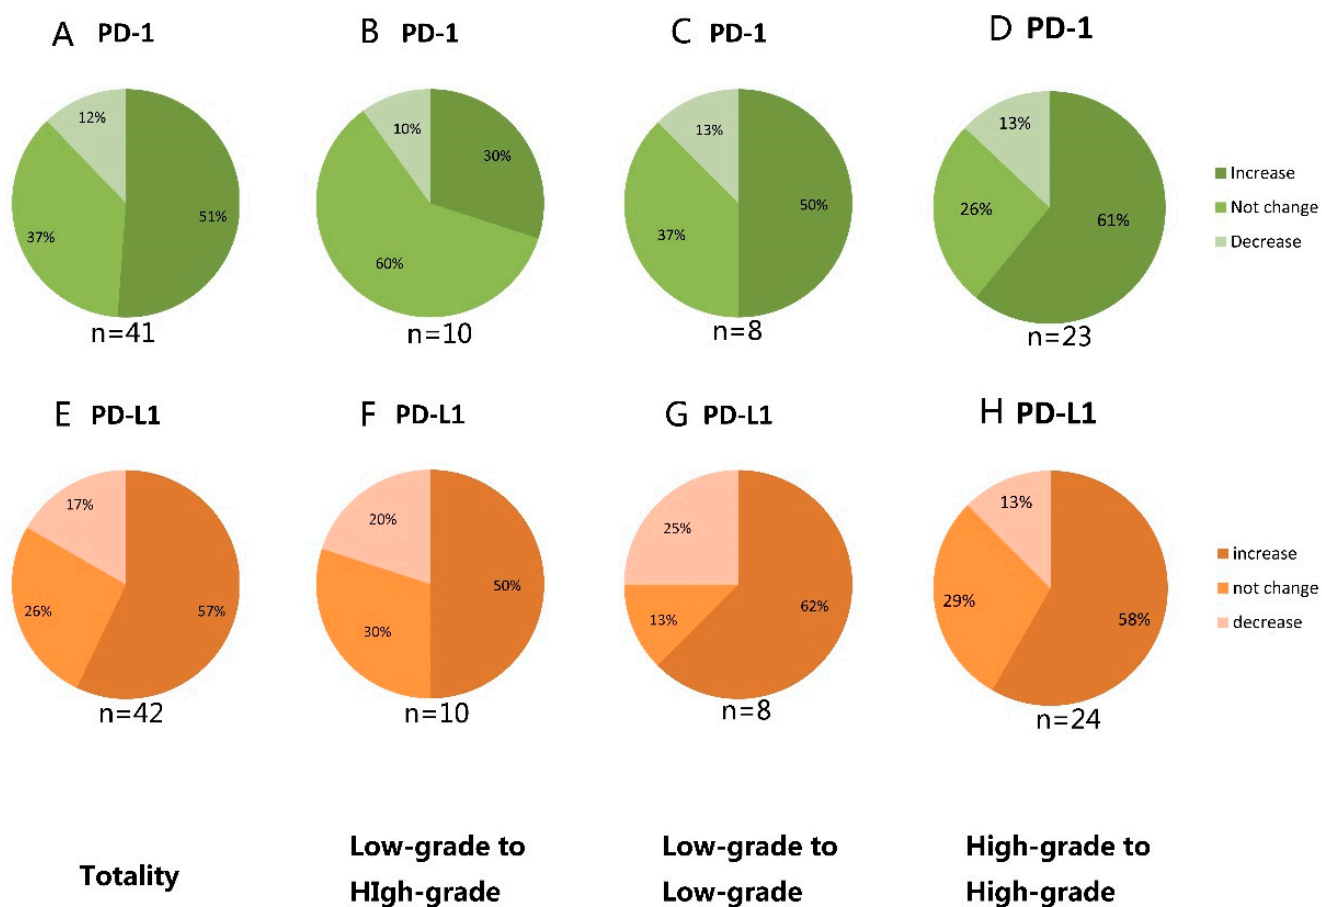 A PD-1
B PD-1
C PD-1
D PD-1
12%
37%
51%
n=41
10%
30%
60%
n=10
13%
50%
37%
n=8
13%
26%
61%
n=23
Increase
Not change
Decrease
E PD-L1
F PD-L1
G PD-L1
H PD-L1
17%
26%
57%
n=42
20%
50%
30%
n=10
25%
13%
62%
n=8
13%
29%
58%
n=24
increase
not change
decrease
Totality
Low-grade to
HIgh-grade
Low-grade to
Low-grade
High-grade to
High-grade